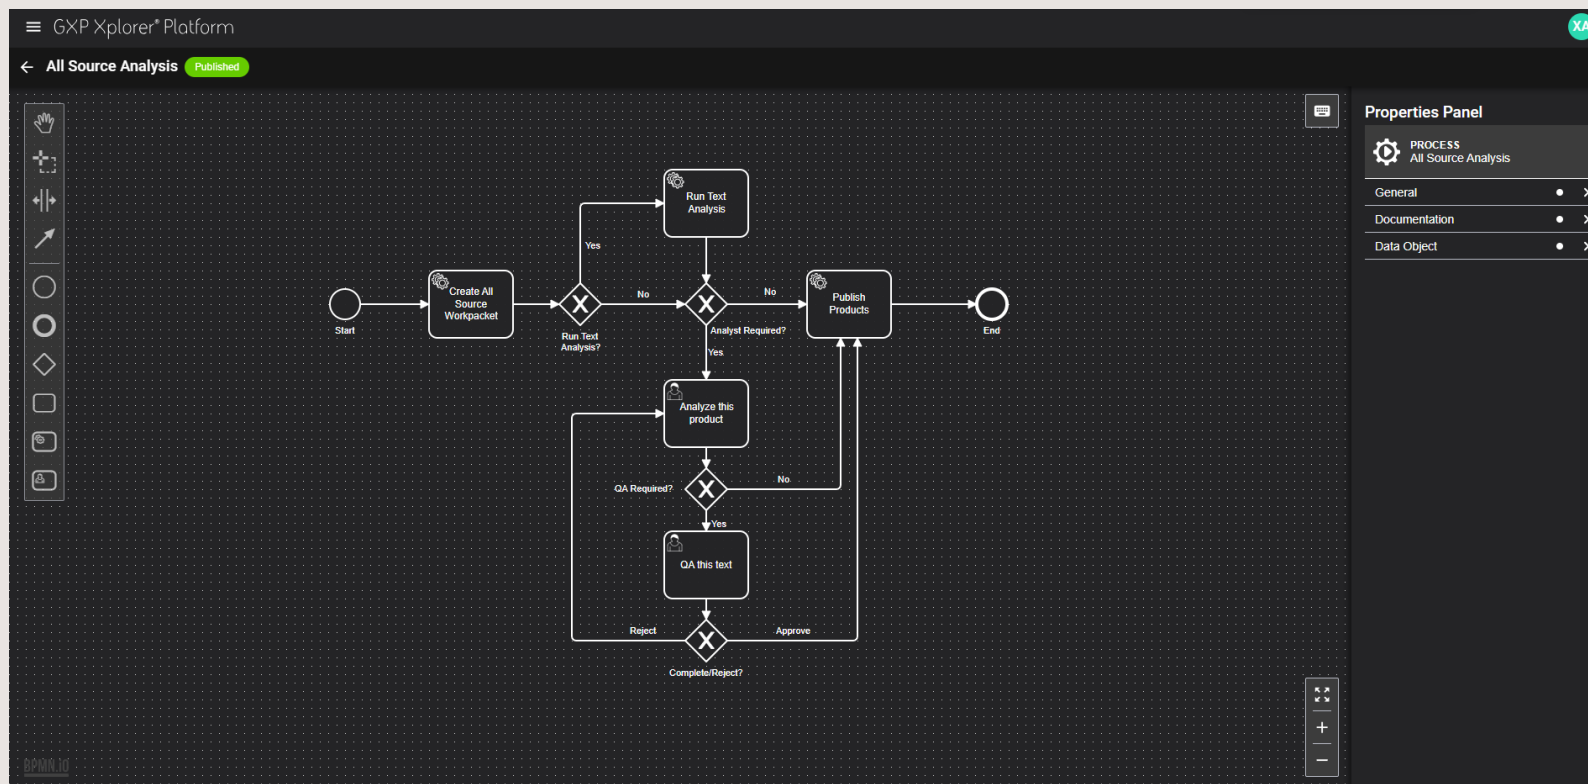 GXP Xplorer® Platform
XA
All Source Analysis
Published
Properties Panel
PROCESS
All Source Analysis
General
Documentation
Data Object
Run Text
Analysis
Yes
Create All
Source
Workpacket
No
No
Publish
Products
Start
Run Text
Analysis?
Analyst Required?
End
Yes
Analyze this
product
QA Required?
No
Yes
QA this text
Reject
Approve
Complete/Reject?
BPMN.iO